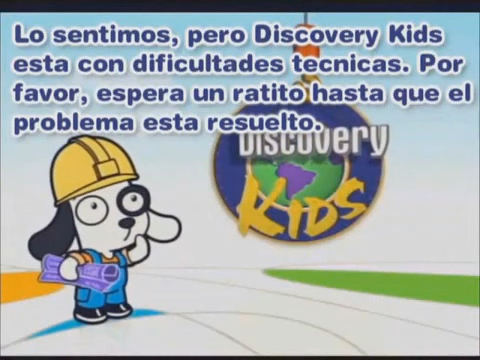 Lo sentimos, pero Discovery Kids
esta con dificultades tecnicas. Por
favor, espera un ratito hasta que el
problema esta resuelto.
DISCOVERY
KIDS